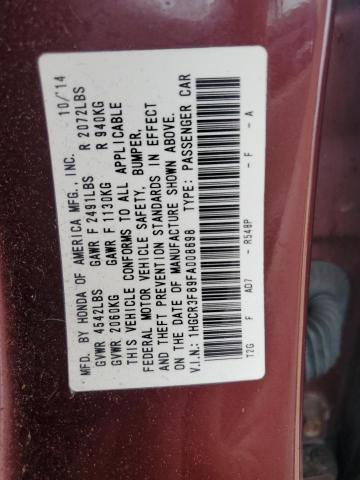 MFD. BY HONDA OF AMERICA MFG., INC. 10/'14
GVWR 4542LBS GAWR F 2491LBS R 2072LBS
GVWR 2060KG GAWR F 1130KG R 940KG
THIS VEHICLE CONFORMS TO ALL APPLICABLE
FEDERAL MOTOR VEHICLE SAFETY, BUMPER,
AND THEFT PREVENTION STANDARDS IN EFFECT
ON THE DATE OF MANUFACTURE SHOWN ABOVE.
V.I.N.: 1HGCR3F89FA008698 TYPE: PASSENGER CAR
T2G F AD7 - R548P - F - A